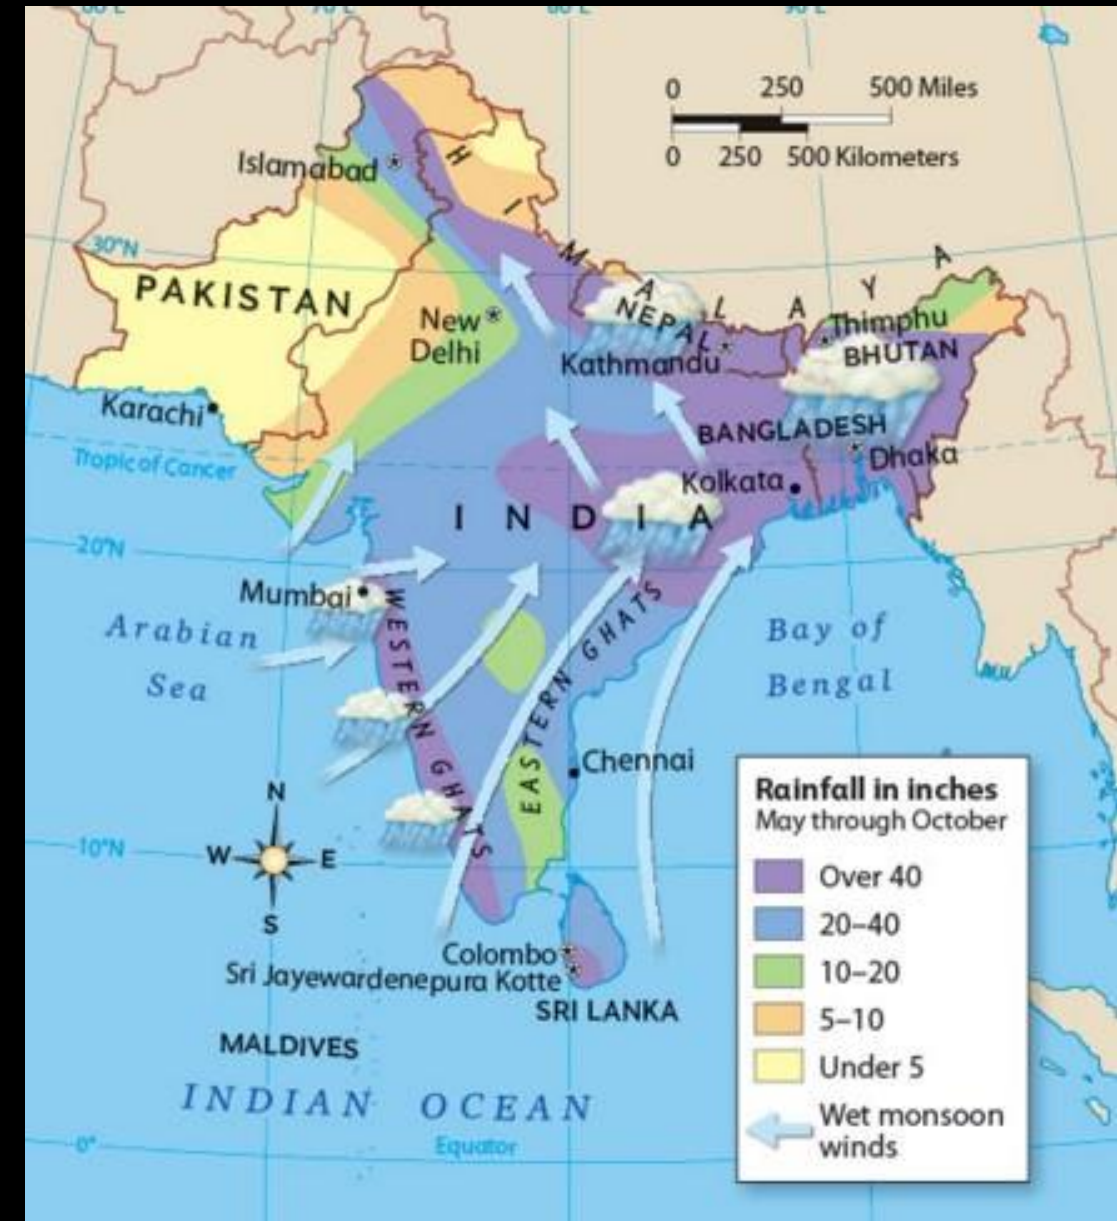 0 250 500 Miles
0 250 500 Kilometers
Islamabad
30°N
HIMALAYA
PAKISTAN
New
Delhi
NEPAL
Kathmandu
Thimphu
BHUTAN
Karachi
BANGLADESH
Dhaka
Tropic of Cancer
Kolkata
INDIA
20°N
Mumbai
WESTERN GHATS
EASTERN GHATS
Arabian
Sea
Bay of
Bengal
Chennai
N
W E
S
10°N
Colombo
Sri Jayewardenepura Kotte
SRI LANKA
MALDIVES
INDIAN OCEAN
0°
Equator
Rainfall in inches
May through October
Over 40
20–40
10–20
5–10
Under 5
Wet monsoon
winds